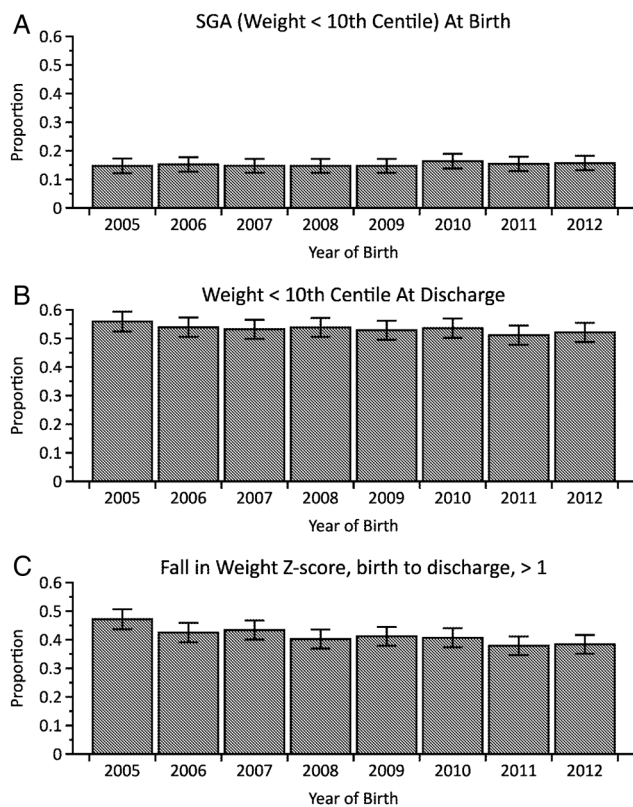 A
SGA (Weight < 10th Centile) At Birth
Proportion
0.6
0.5
0.4
0.3
0.2
0.1
0
2005 2006 2007 2008 2009 2010 2011 2012
Year of Birth
B
Weight < 10th Centile At Discharge
Proportion
0.6
0.5
0.4
0.3
0.2
0.1
0
2005 2006 2007 2008 2009 2010 2011 2012
Year of Birth
C
Fall in Weight Z-score, birth to discharge, > 1
Proportion
0.6
0.5
0.4
0.3
0.2
0.1
0
2005 2006 2007 2008 2009 2010 2011 2012
Year of Birth